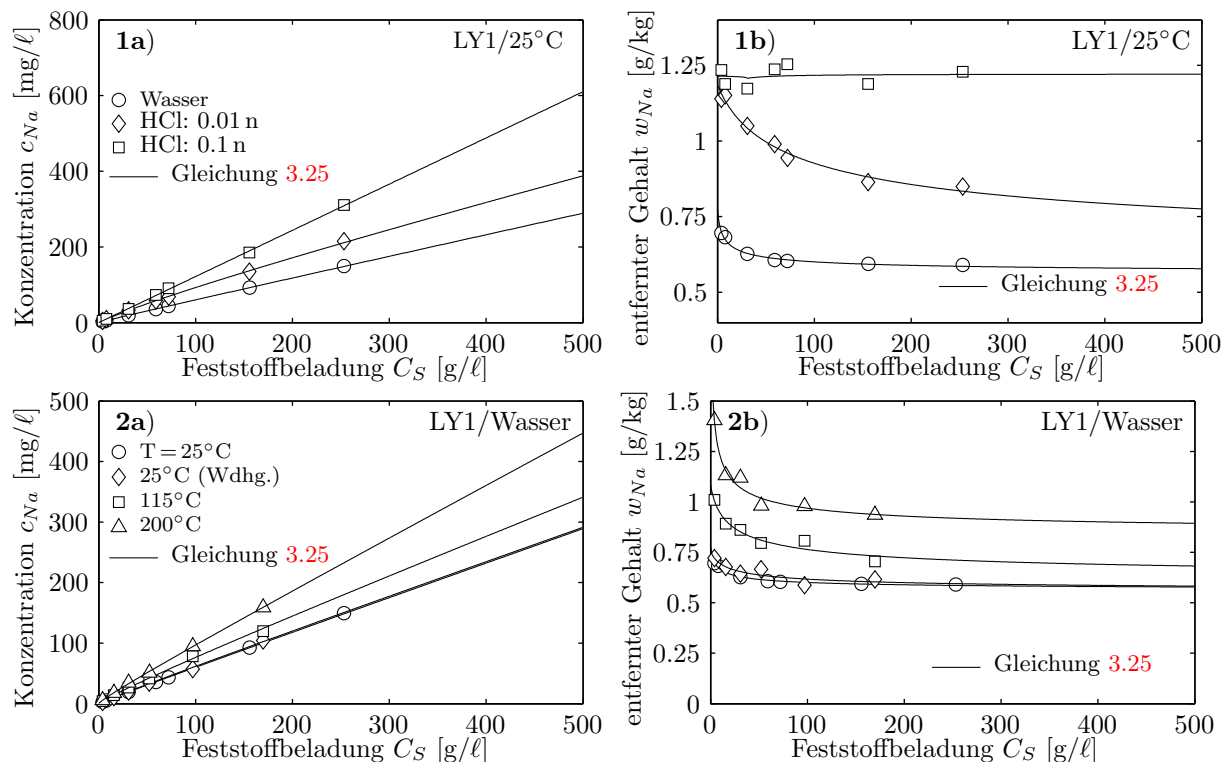 1a)
LY1/25°C
800
600
400
200
0
Konzentration c_Na [mg/ℓ]
Wasser
HCl: 0.01 n
HCl: 0.1 n
Gleichung 3.25
0 100 200 300 400 500
Feststoffbeladung C_S [g/ℓ]
1b)
LY1/25°C
1.5
1.25
1
0.75
0.5
entfernter Gehalt w_Na [g/kg]
Gleichung 3.25
0 100 200 300 400 500
Feststoffbeladung C_S [g/ℓ]
2a)
LY1/Wasser
500
400
300
200
100
0
Konzentration c_Na [mg/ℓ]
T = 25°C
25°C (Wdhg.)
115°C
200°C
Gleichung 3.25
0 100 200 300 400 500
Feststoffbeladung C_S [g/ℓ]
2b)
LY1/Wasser
1.5
1.25
1
0.75
0.5
0.25
0
entfernter Gehalt w_Na [g/kg]
Gleichung 3.25
0 100 200 300 400 500
Feststoffbeladung C_S [g/ℓ]